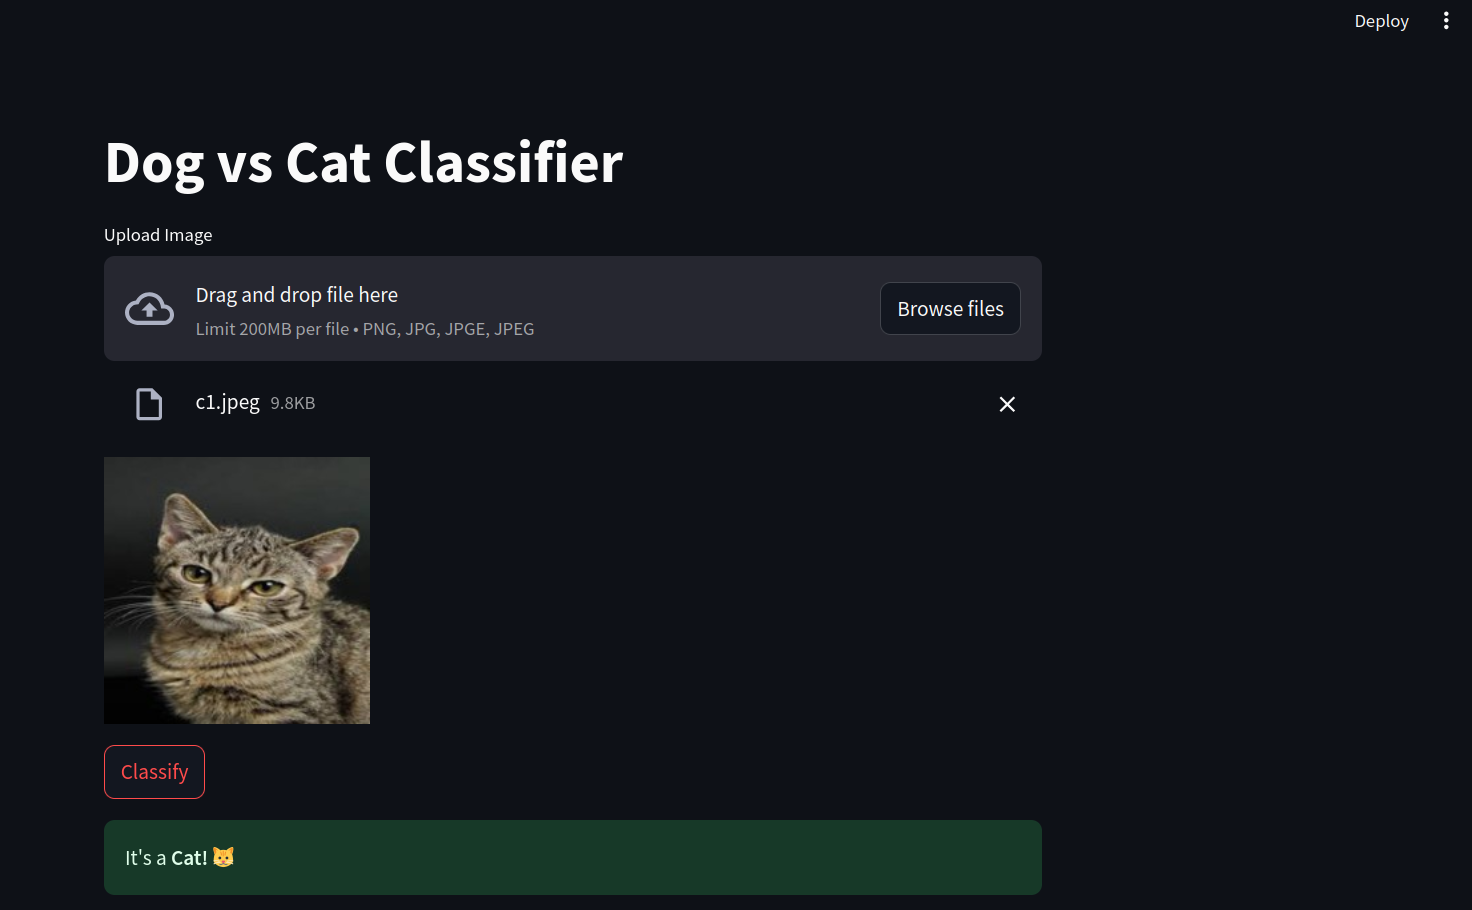 Deploy
Dog vs Cat Classifier
Upload Image
Drag and drop file here
Limit 200MB per file • PNG, JPG, JPGE, JPEG
Browse files
c1.jpeg 9.8KB
Classify
It's a Cat! 🐱